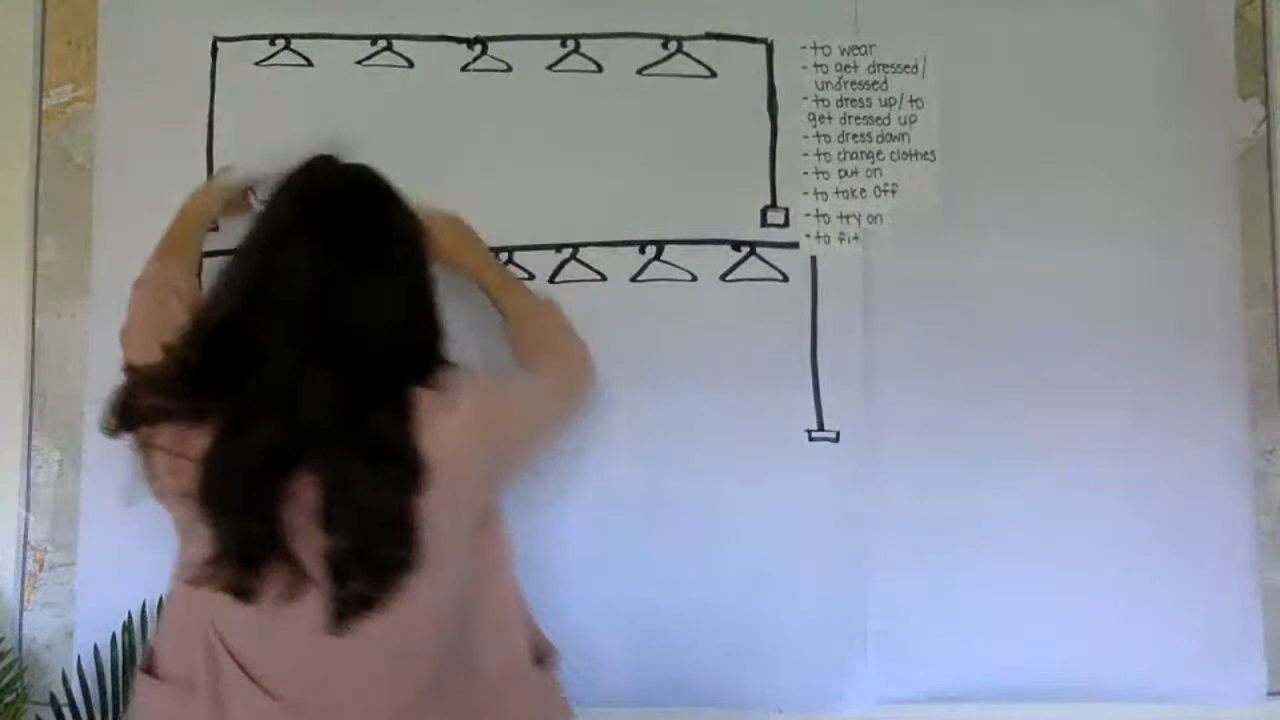 - to wear
- to get dressed/
undressed
- to dress up/to
get dressed up
- to dress down
- to change clothes
- to put on
- to take off
- to try on
- to fit